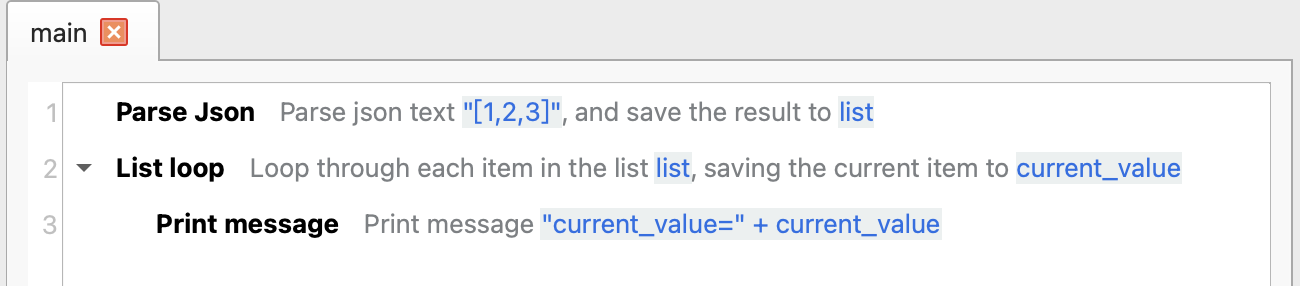 main
1 Parse Json Parse json text "[1,2,3]", and save the result to list
2 List loop Loop through each item in the list list, saving the current item to current_value
3 Print message Print message "current_value=" + current_value